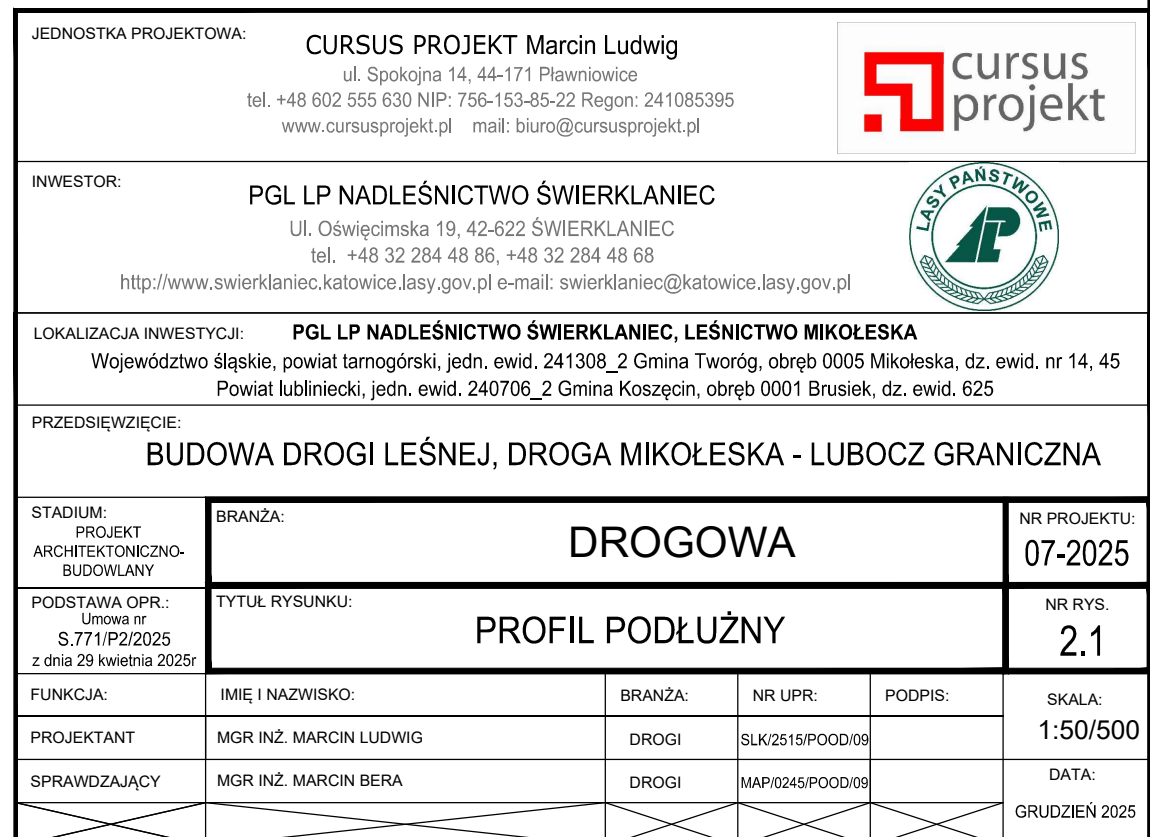 JEDNOSTKA PROJEKTOWA:
CURSUS PROJEKT Marcin Ludwig
ul. Spokojna 14, 44-171 Pławniowice
tel. +48 602 555 630 NIP: 756-153-85-22 Regon: 241085395
www.cursusprojekt.pl mail: biuro@cursusprojekt.pl
cursus
projekt
INWESTOR:
PGL LP NADLEŚNICTWO ŚWIERKLANIEC
Ul. Oświęcimska 19, 42-622 ŚWIERKLANIEC
tel. +48 32 284 48 86, +48 32 284 48 68
http://www.swierklaniec.katowice.lasy.gov.pl e-mail: swierklaniec@katowice.lasy.gov.pl
LASY PAŃSTWOWE
LOKALIZACJA INWESTYCJI: PGL LP NADLEŚNICTWO ŚWIERKLANIEC, LEŚNICTWO MIKOŁESKA
Województwo śląskie, powiat tarnogórski, jedn. ewid. 241308_2 Gmina Tworóg, obręb 0005 Mikołeska, dz. ewid. nr 14, 45
Powiat lubliniecki, jedn. ewid. 240706_2 Gmina Koszęcin, obręb 0001 Brusiek, dz. ewid. 625
PRZEDSIĘWZIĘCIE:
BUDOWA DROGI LEŚNEJ, DROGA MIKOŁESKA - LUBOCZ GRANICZNA
STADIUM:
PROJEKT
ARCHITEKTONICZNO-
BUDOWLANY
BRANŻA:
DROGOWA
NR PROJEKTU:
07-2025
PODSTAWA OPR.:
Umowa nr
S.771/P2/2025
z dnia 29 kwietnia 2025r
TYTUŁ RYSUNKU:
PROFIL PODŁUŻNY
NR RYS.
2.1
FUNKCJA: IMIĘ I NAZWISKO: BRANŻA: NR UPR: PODPIS:
SKALA:
1:50/500
PROJEKTANT MGR INŻ. MARCIN LUDWIG DROGI SLK/2515/POOD/09
SPRAWDZAJĄCY MGR INŻ. MARCIN BERA DROGI MAP/0245/POOD/09
DATA:
GRUDZIEŃ 2025